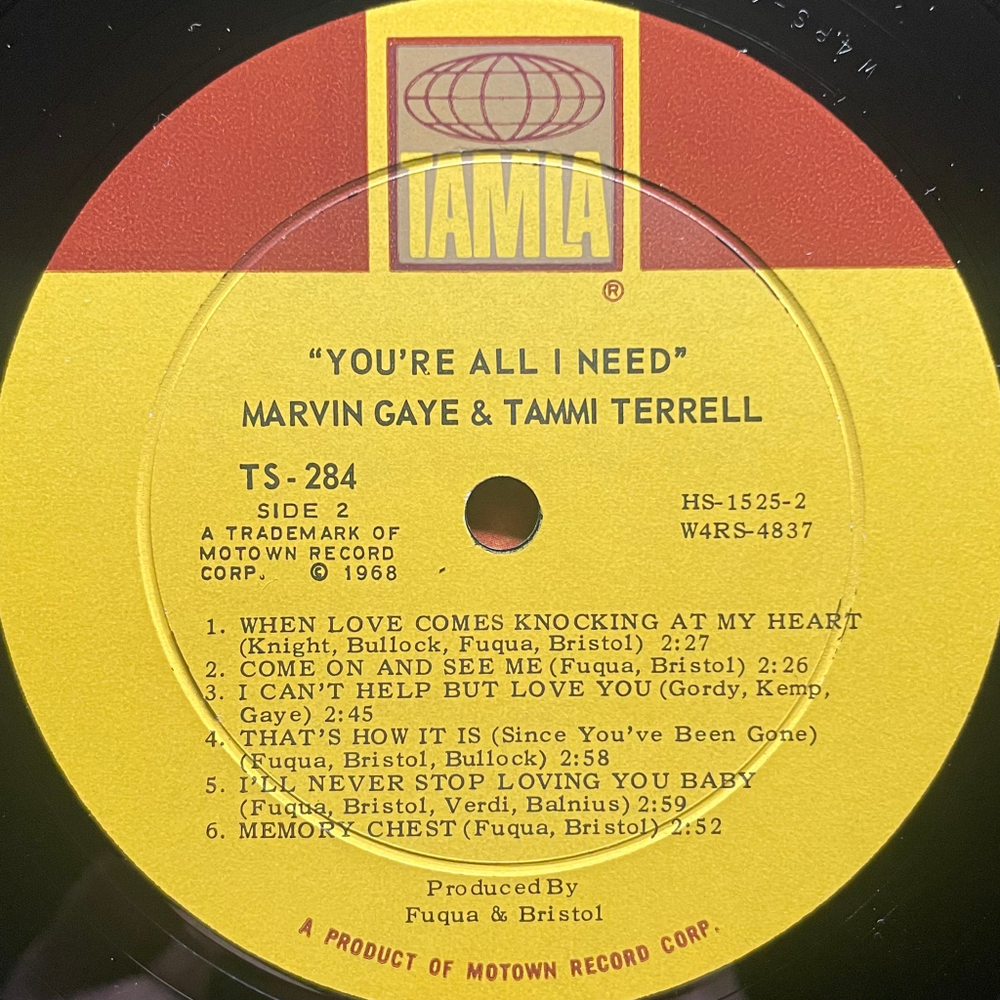 W4RS-
TAMLA
®
"YOU'RE ALL I NEED"
MARVIN GAYE & TAMMI TERRELL
TS-284
SIDE 2
A TRADEMARK OF
MOTOWN RECORD
CORP. © 1968
HS-1525-2
W4RS-4837
1. WHEN LOVE COMES KNOCKING AT MY HEART
(Knight, Bullock, Fuqua, Bristol) 2:27
2. COME ON AND SEE ME (Fuqua, Bristol) 2:26
3. I CAN'T HELP BUT LOVE YOU (Gordy, Kemp,
Gaye) 2:45
4. THAT'S HOW IT IS (Since You've Been Gone)
(Fuqua, Bristol, Bullock) 2:58
5. I'LL NEVER STOP LOVING YOU BABY
(Fuqua, Bristol, Verdi, Balnius) 2:59
6. MEMORY CHEST (Fuqua, Bristol) 2:52
Produced By
Fuqua & Bristol
A PRODUCT OF MOTOWN RECORD CORP.